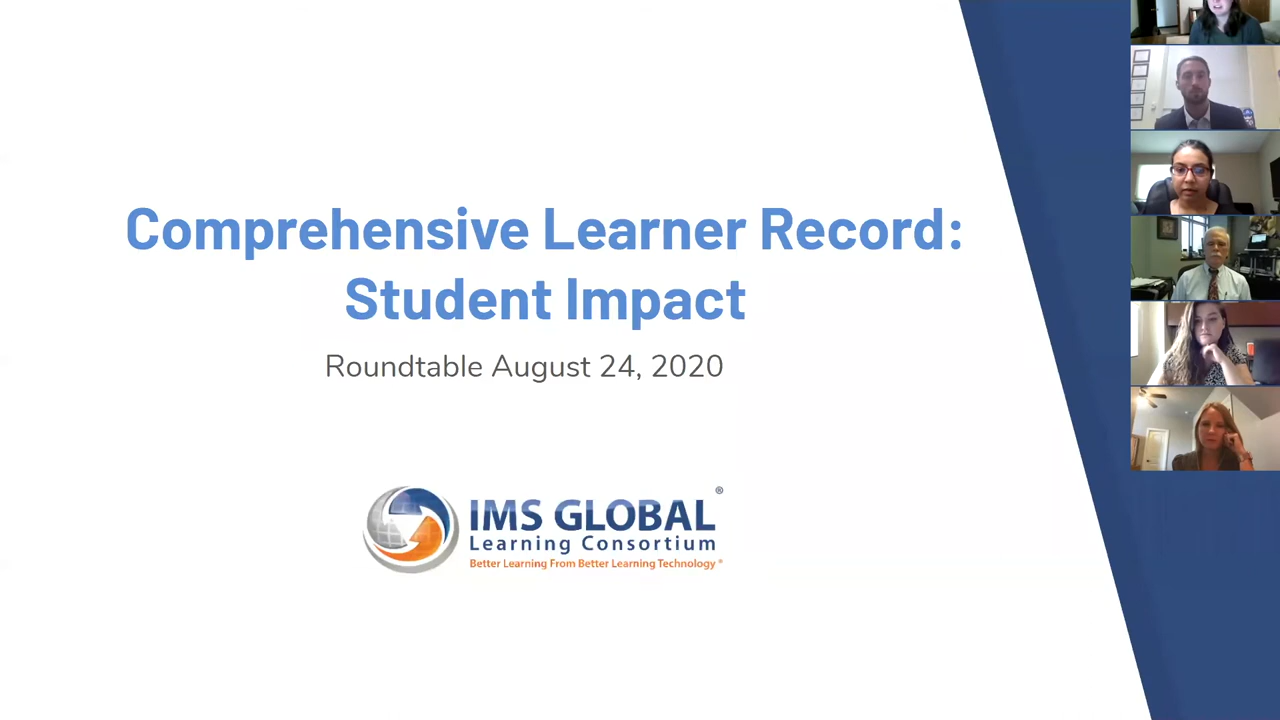 Comprehensive Learner Record:
Student Impact
Roundtable August 24, 2020
IMS GLOBAL®
Learning Consortium
Better Learning From Better Learning Technology®